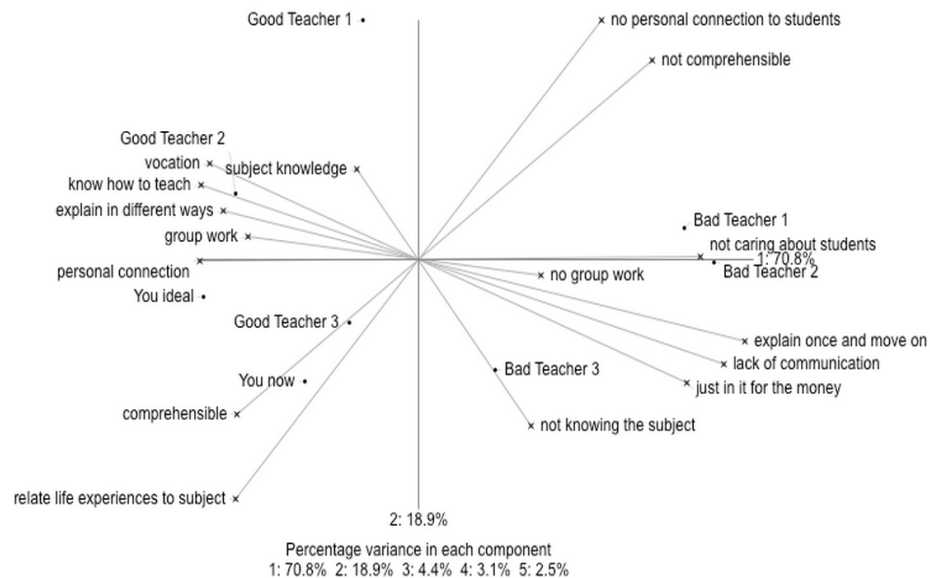 Good Teacher 1
no personal connection to students
not comprehensible
Good Teacher 2
vocation
subject knowledge
know how to teach
explain in different ways
group work
personal connection
You ideal
Good Teacher 3
You now
comprehensible
relate life experiences to subject
Bad Teacher 1
not caring about students
1: 70.8%
Bad Teacher 2
no group work
explain once and move on
lack of communication
Bad Teacher 3
just in it for the money
not knowing the subject
2: 18.9%
Percentage variance in each component
1: 70.8% 2: 18.9% 3: 4.4% 4: 3.1% 5: 2.5%